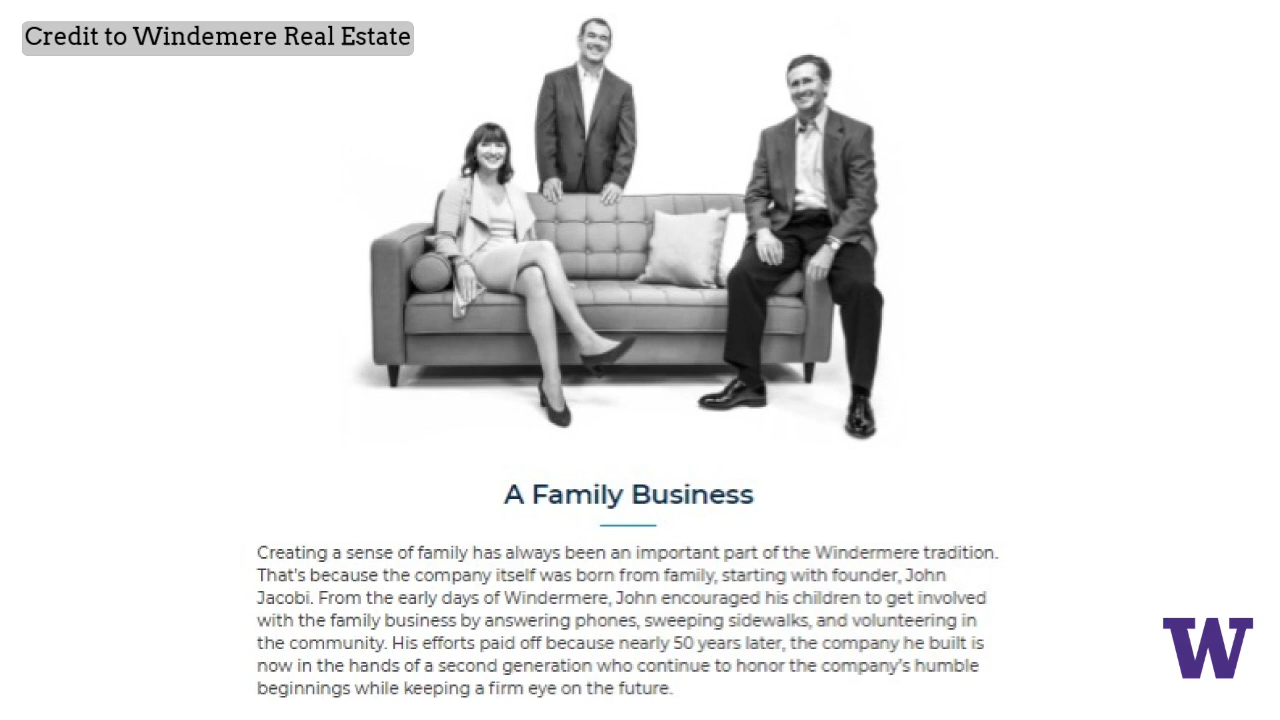 Credit to Windemere Real Estate
A Family Business
Creating a sense of family has always been an important part of the Windermere tradition.
That's because the company itself was born from family, starting with founder, John
Jacobi. From the early days of Windermere, John encouraged his children to get involved
with the family business by answering phones, sweeping sidewalks, and volunteering in
the community. His efforts paid off because nearly 50 years later, the company he built is
now in the hands of a second generation who continue to honor the company's humble
beginnings while keeping a firm eye on the future.
W